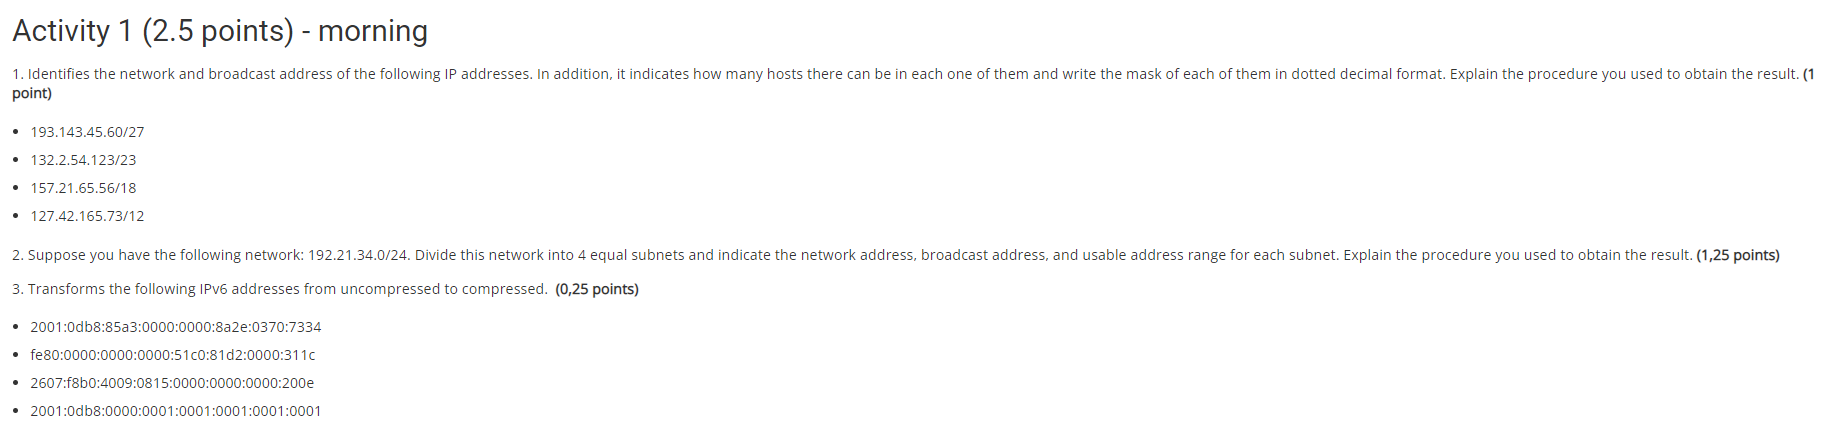 Activity 1 (2.5 points) - morning
1. Identifies the network and broadcast address of the following IP addresses. In addition, it indicates how many hosts there can be in each one of them and write the mask of each of them in dotted decimal format. Explain the procedure you used to obtain the result. (1
point)
• 193.143.45.60/27
• 132.2.54.123/23
• 157.21.65.56/18
• 127.42.165.73/12
2. Suppose you have the following network: 192.21.34.0/24. Divide this network into 4 equal subnets and indicate the network address, broadcast address, and usable address range for each subnet. Explain the procedure you used to obtain the result. (1,25 points)
3. Transforms the following IPv6 addresses from uncompressed to compressed. (0,25 points)
• 2001:0db8:85a3:0000:0000:8a2e:0370:7334
• fe80:0000:0000:0000:51c0:81d2:0000:311c
• 2607:f8b0:4009:0815:0000:0000:0000:200e
• 2001:0db8:0000:0001:0001:0001:0001:0001